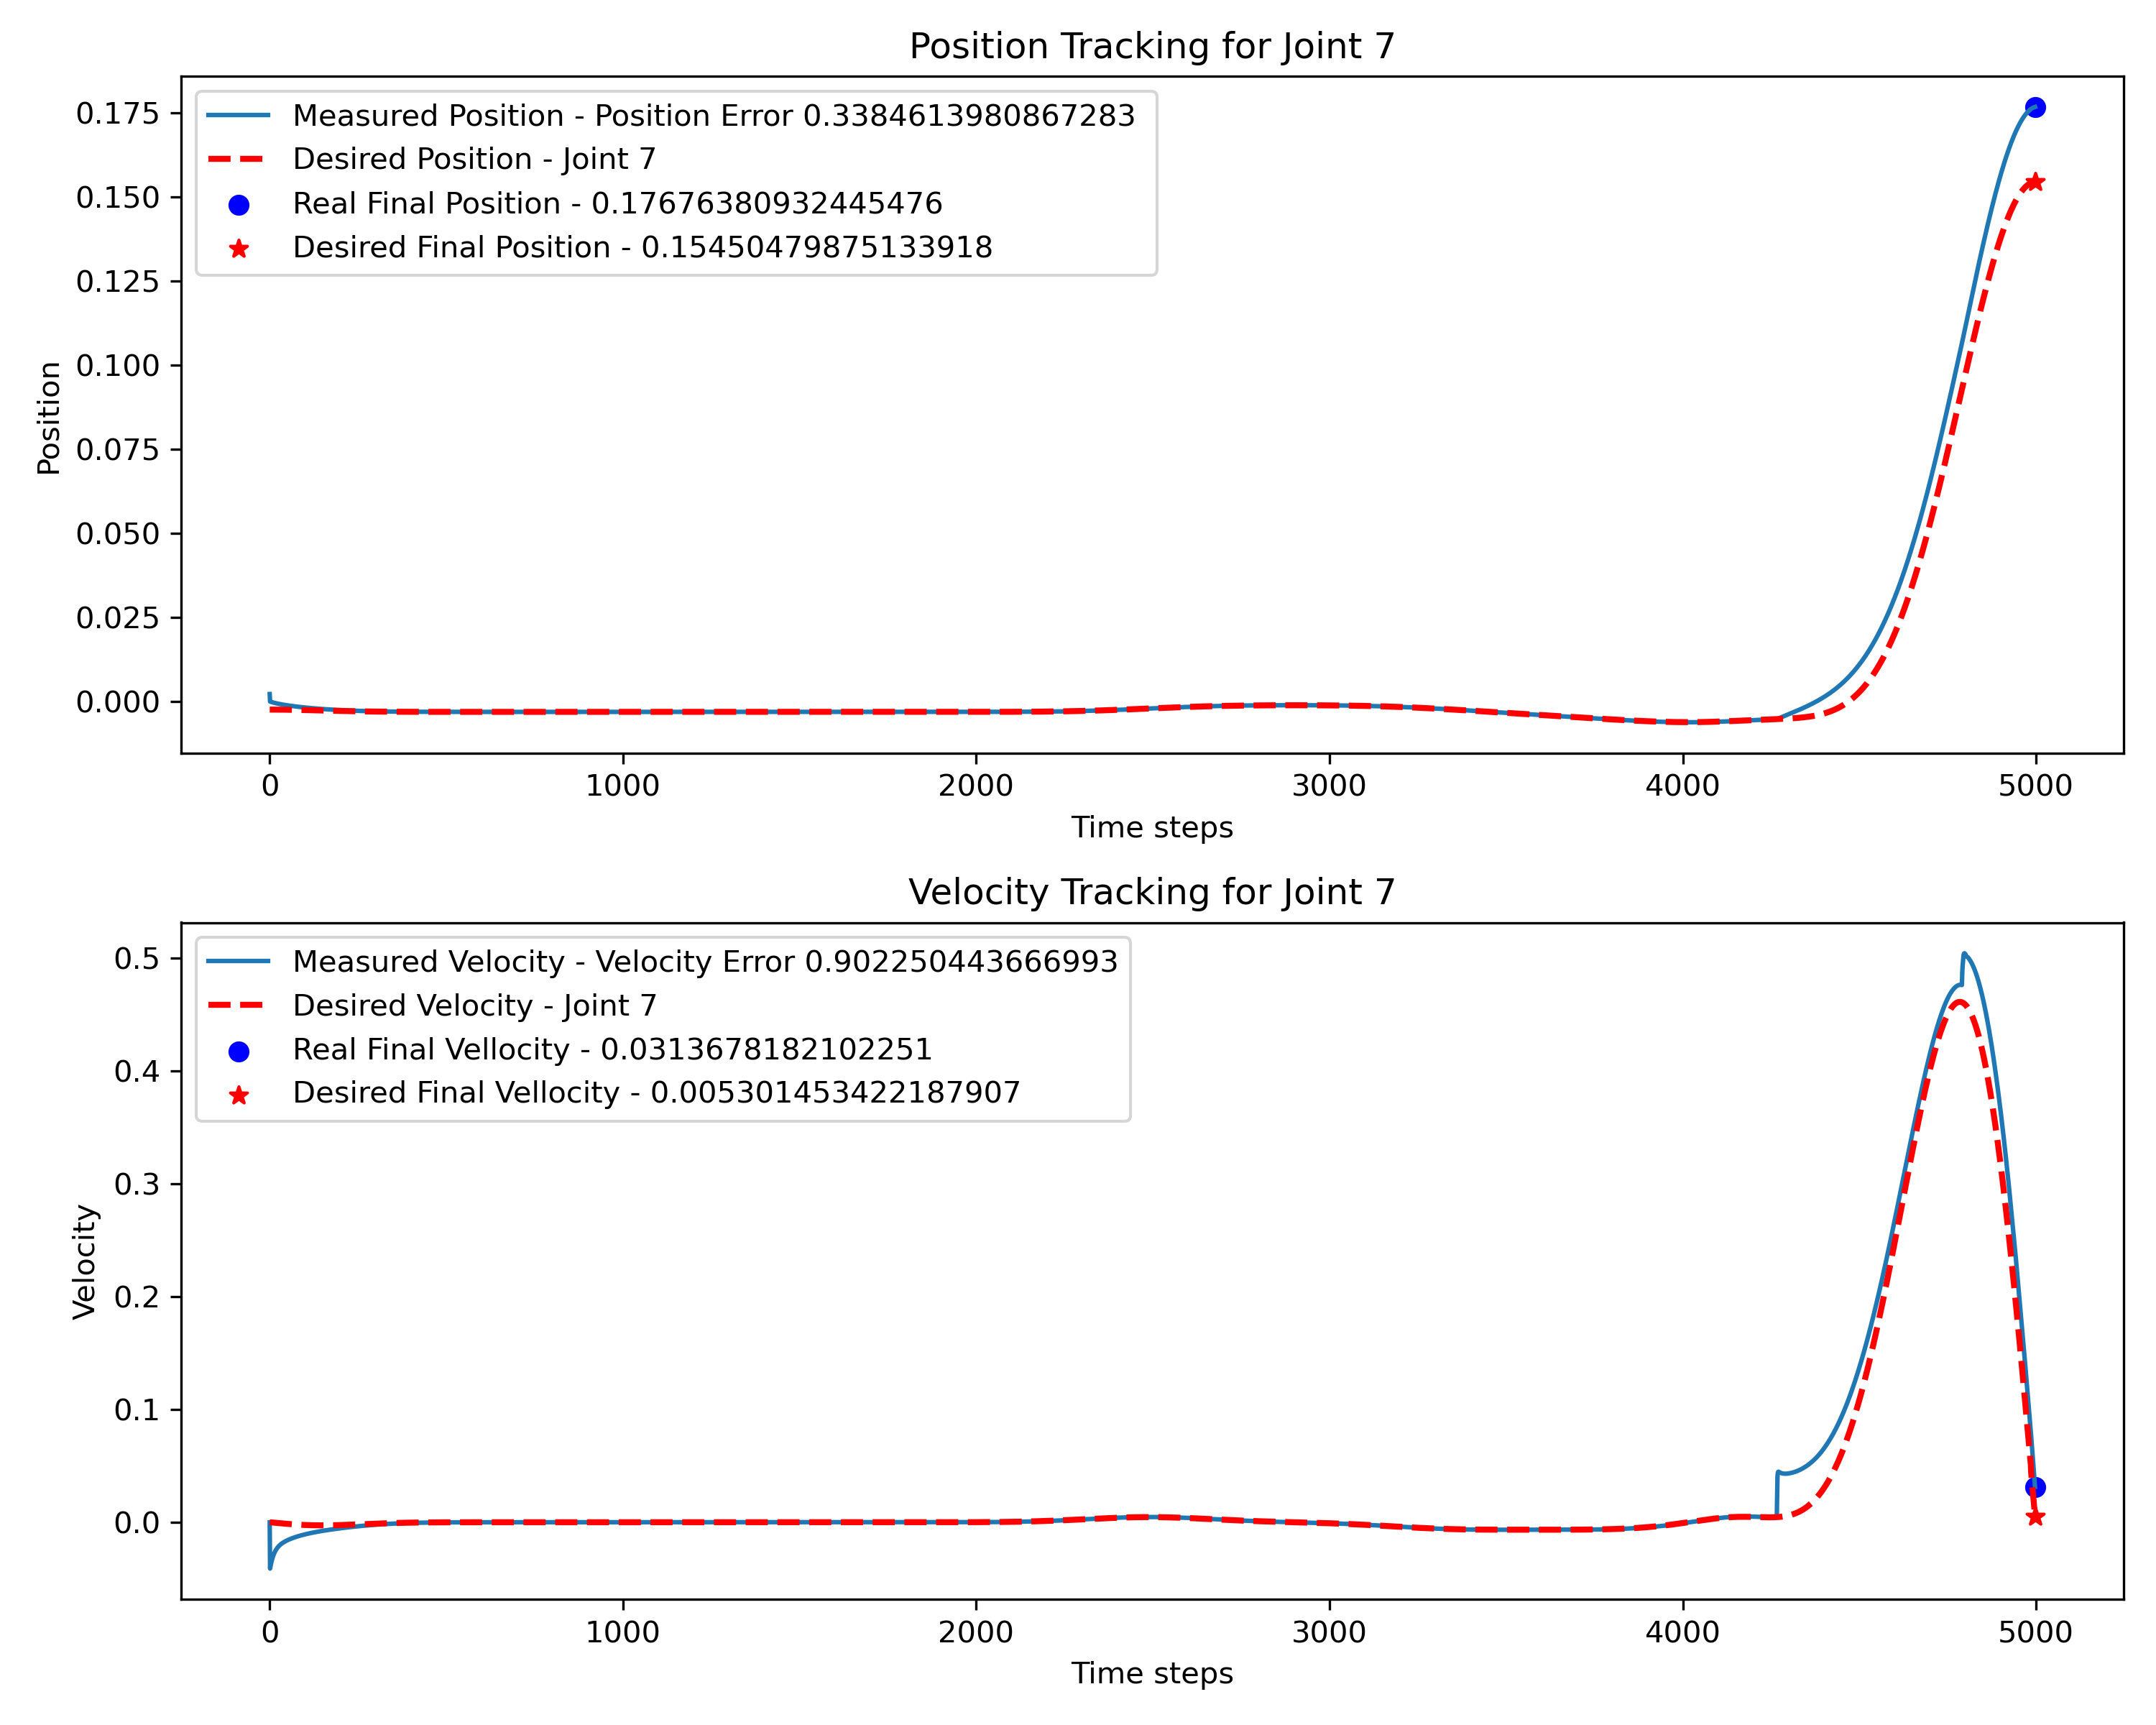 Position Tracking for Joint 7
Measured Position - Position Error 0.3384613980867283
Desired Position - Joint 7
Real Final Position - 0.17676380932445476
Desired Final Position - 0.15450479875133918
Position
0.175
0.150
0.125
0.100
0.075
0.050
0.025
0.000
0 1000 2000 3000 4000 5000
Time steps
Velocity Tracking for Joint 7
Measured Velocity - Velocity Error 0.902250443666993
Desired Velocity - Joint 7
Real Final Vellocity - 0.0313678182102251
Desired Final Vellocity - 0.005301453422187907
Velocity
0.5
0.4
0.3
0.2
0.1
0.0
0 1000 2000 3000 4000 5000
Time steps